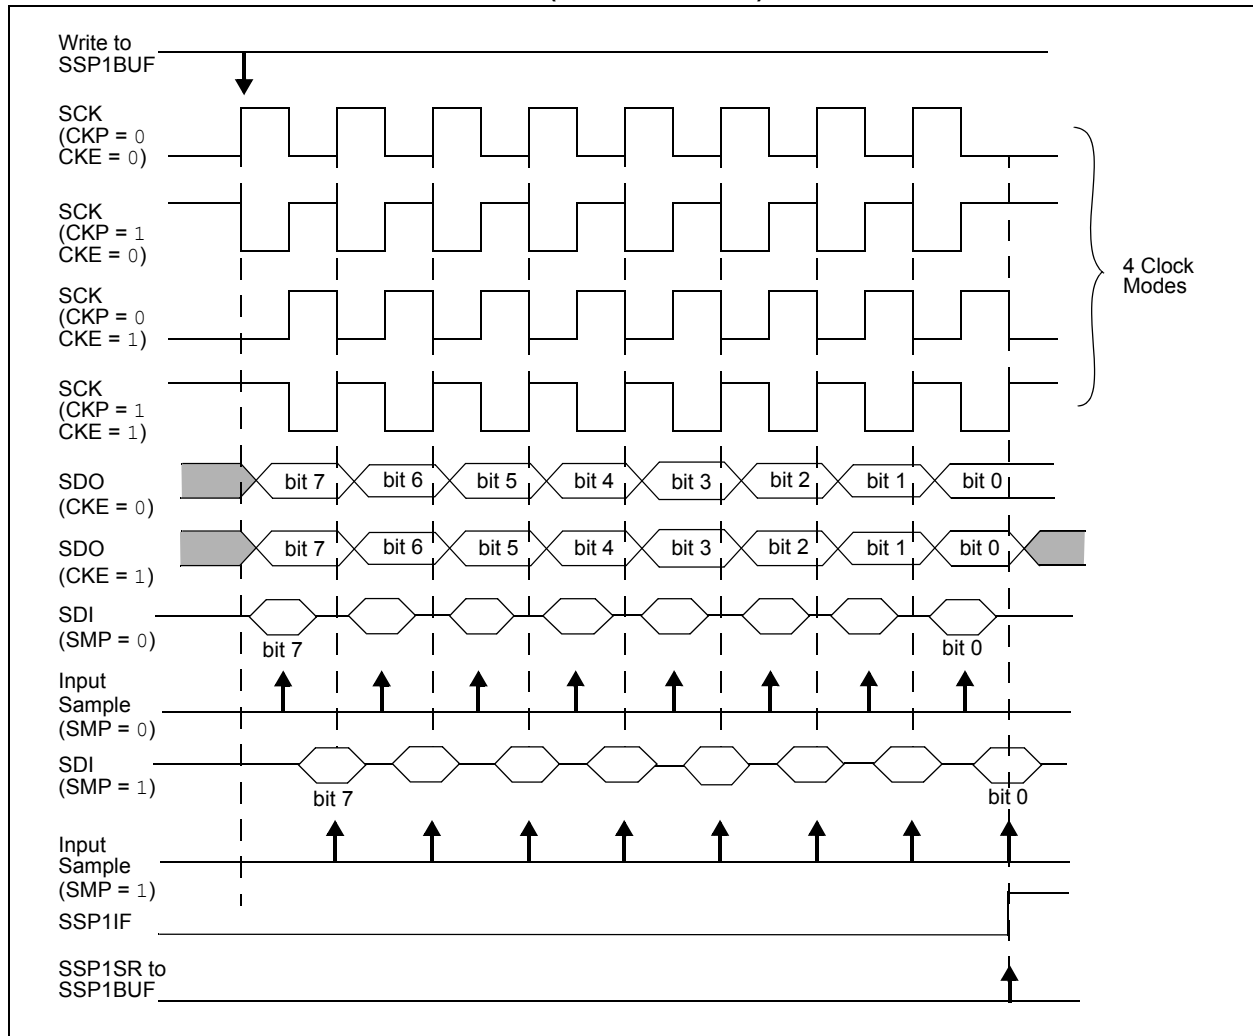 Write to
SSP1BUF
SCK
(CKP = 0
CKE = 0)
SCK
(CKP = 1
CKE = 0)
4 Clock
Modes
SCK
(CKP = 0
CKE = 1)
SCK
(CKP = 1
CKE = 1)
SDO
(CKE = 0)
bit 7 bit 6 bit 5 bit 4 bit 3 bit 2 bit 1 bit 0
SDO
(CKE = 1)
bit 7 bit 6 bit 5 bit 4 bit 3 bit 2 bit 1 bit 0
SDI
(SMP = 0)
bit 7 bit 0
Input
Sample
(SMP = 0)
SDI
(SMP = 1)
bit 7 bit 0
Input
Sample
(SMP = 1)
SSP1IF
SSP1SR to
SSP1BUF